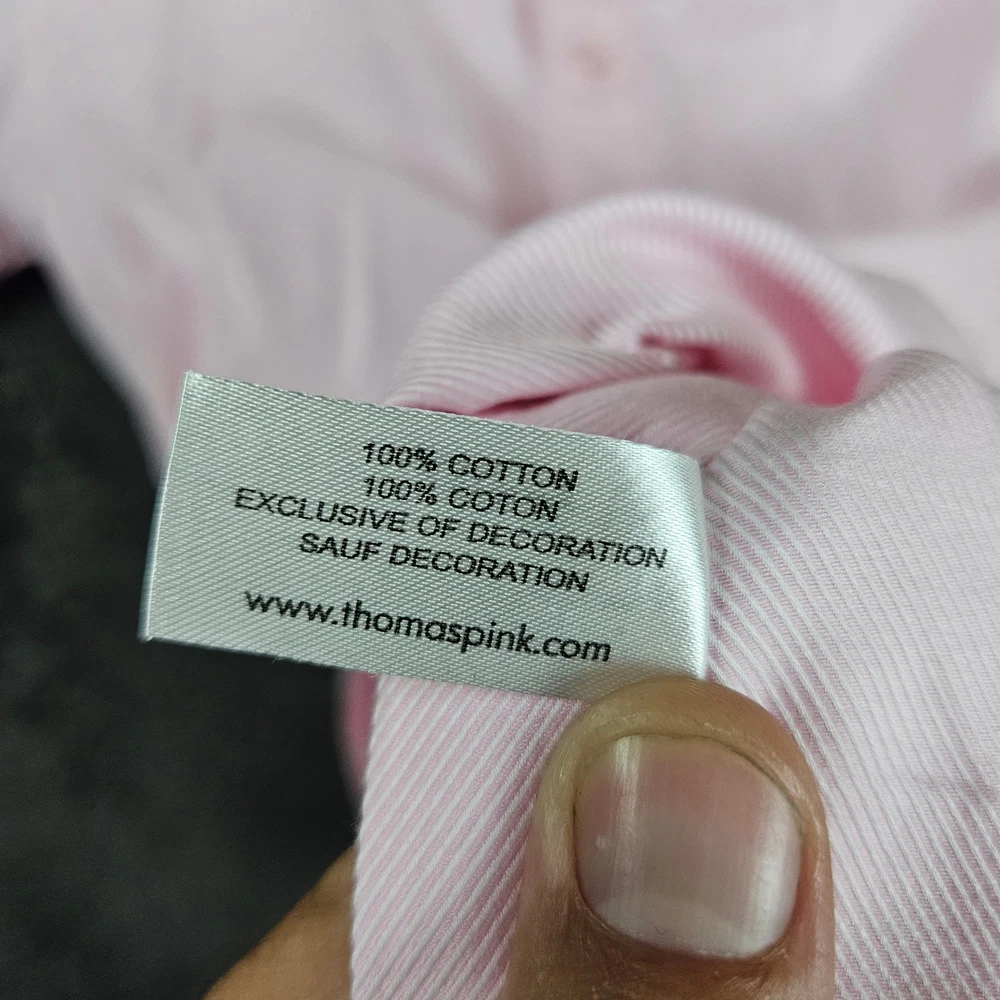 100% COTTON
100% COTON
EXCLUSIVE OF DECORATION
SAUF DECORATION
www.thomaspink.com